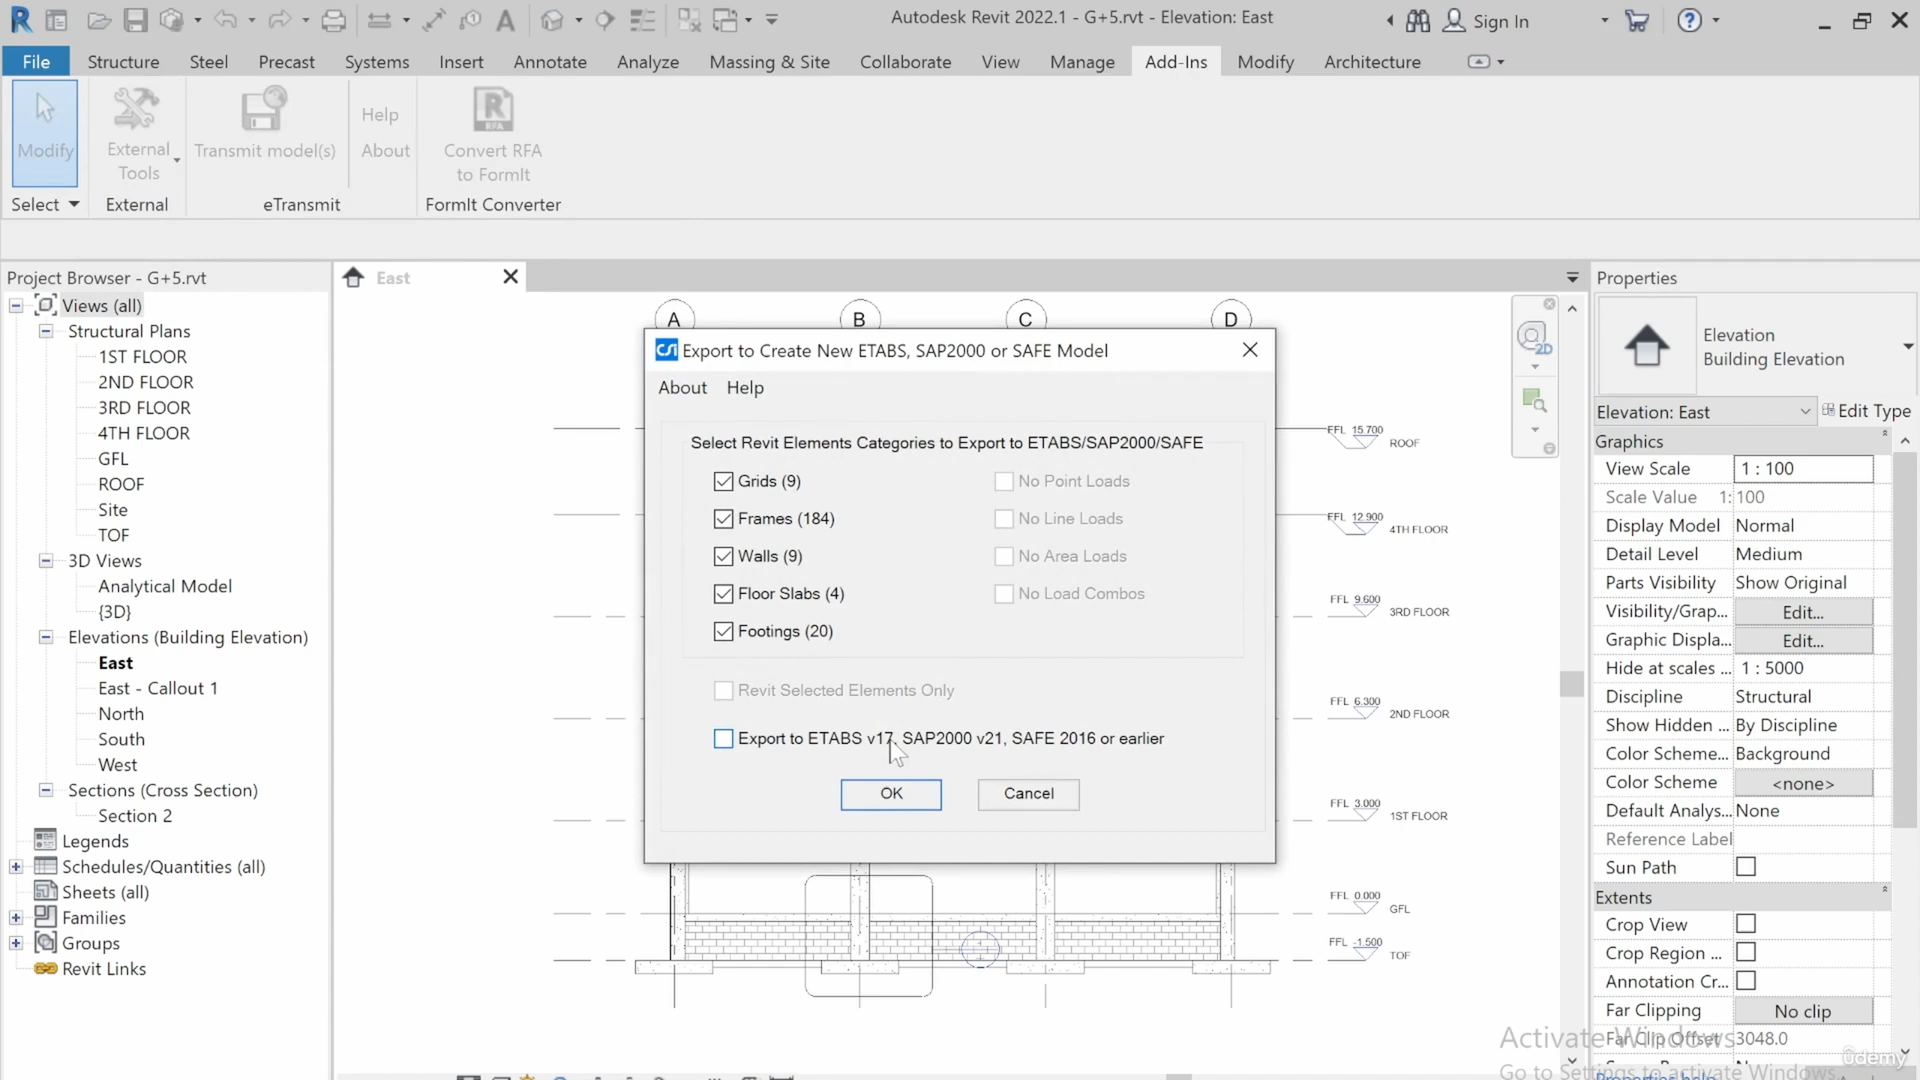 Autodesk Revit 2022.1 - G+5.rvt - Elevation: East
Sign In
File Structure Steel Precast Systems Insert Annotate Analyze Massing & Site Collaborate View Manage Add-Ins Modify Architecture
Modify
External Tools
Transmit model(s)
Help
About
Convert RFA to FormIt
Select External eTransmit FormIt Converter
Project Browser - G+5.rvt
Views (all)
Structural Plans
1ST FLOOR
2ND FLOOR
3RD FLOOR
4TH FLOOR
GFL
ROOF
Site
TOF
3D Views
Analytical Model
{3D}
Elevations (Building Elevation)
East
East - Callout 1
North
South
West
Sections (Cross Section)
Section 2
Legends
Schedules/Quantities (all)
Sheets (all)
Families
Groups
Revit Links
East
A B C D
CSi Export to Create New ETABS, SAP2000 or SAFE Model
About Help
Select Revit Elements Categories to Export to ETABS/SAP2000/SAFE
Grids (9) No Point Loads
Frames (184) No Line Loads
Walls (9) No Area Loads
Floor Slabs (4) No Load Combos
Footings (20)
Revit Selected Elements Only
Export to ETABS v17, SAP2000 v21, SAFE 2016 or earlier
OK Cancel
FFL 15.700 ROOF
FFL 12.900 4TH FLOOR
FFL 9.600 3RD FLOOR
FFL 6.300 2ND FLOOR
FFL 3.000 1ST FLOOR
FFL 0.000 GFL
FFL -1.500 TOF
2D
Properties
Elevation
Building Elevation
Elevation: East Edit Type
Graphics
View Scale 1 : 100
Scale Value 1: 100
Display Model Normal
Detail Level Medium
Parts Visibility Show Original
Visibility/Grap... Edit...
Graphic Displa... Edit...
Hide at scales ... 1 : 5000
Discipline Structural
Show Hidden ... By Discipline
Color Scheme... Background
Color Scheme <none>
Default Analys... None
Reference Label
Sun Path
Extents
Crop View
Crop Region ...
Annotation Cr...
Far Clipping No clip
Far Clip Offset 3048.0
Properties help
Activate Windows
Go to Settings to activate Windows.
ûdemy